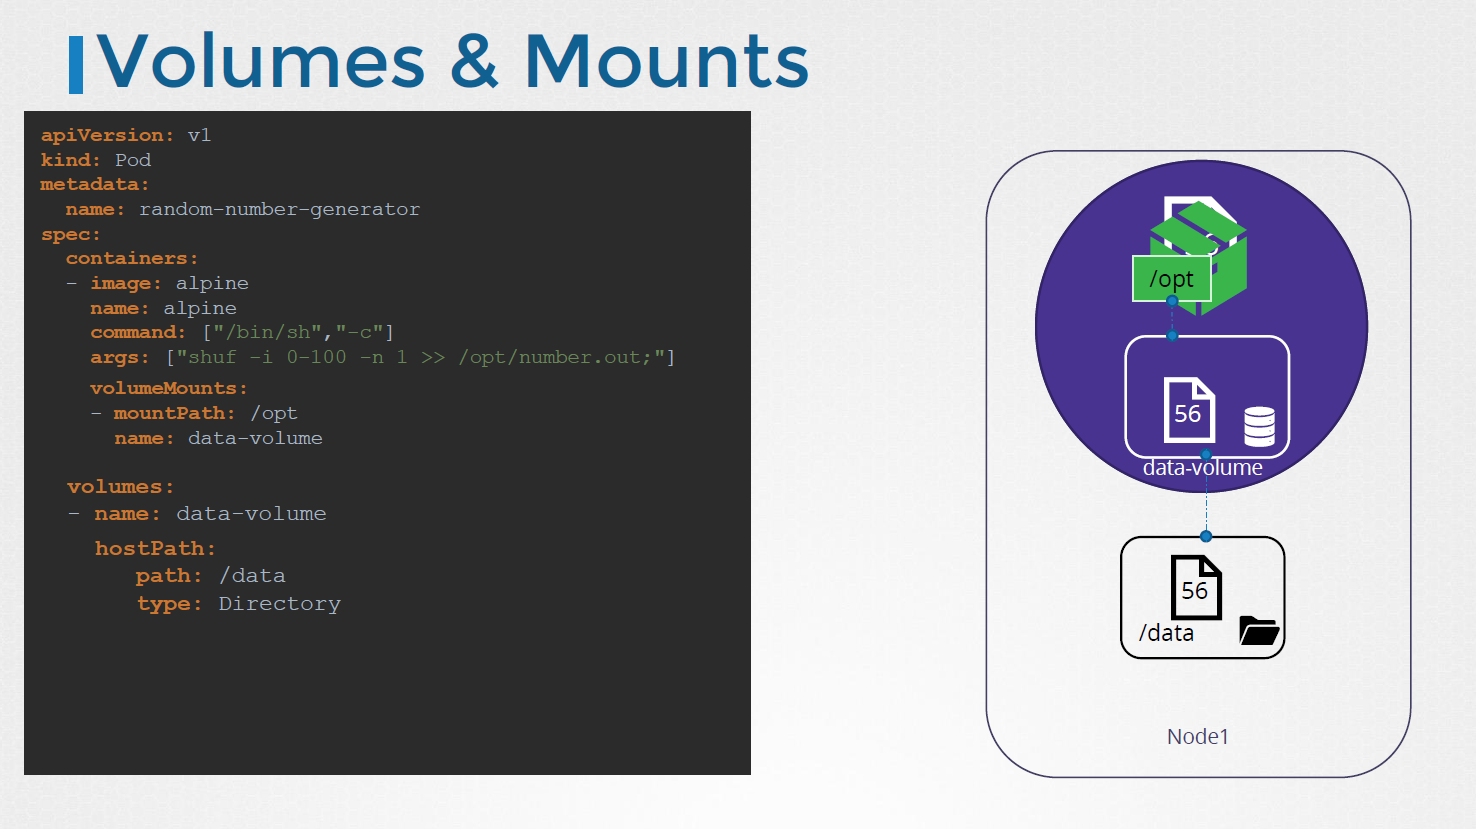 Volumes & Mounts
apiVersion: v1
kind: Pod
metadata:
  name: random-number-generator
spec:
  containers:
  - image: alpine
    name: alpine
    command: ["/bin/sh","-c"]
    args: ["shuf -i 0-100 -n 1 >> /opt/number.out;"]
    volumeMounts:
    - mountPath: /opt
      name: data-volume
  volumes:
  - name: data-volume
    hostPath:
       path: /data
       type: Directory
/opt
56
data-volume
56
/data
Node1